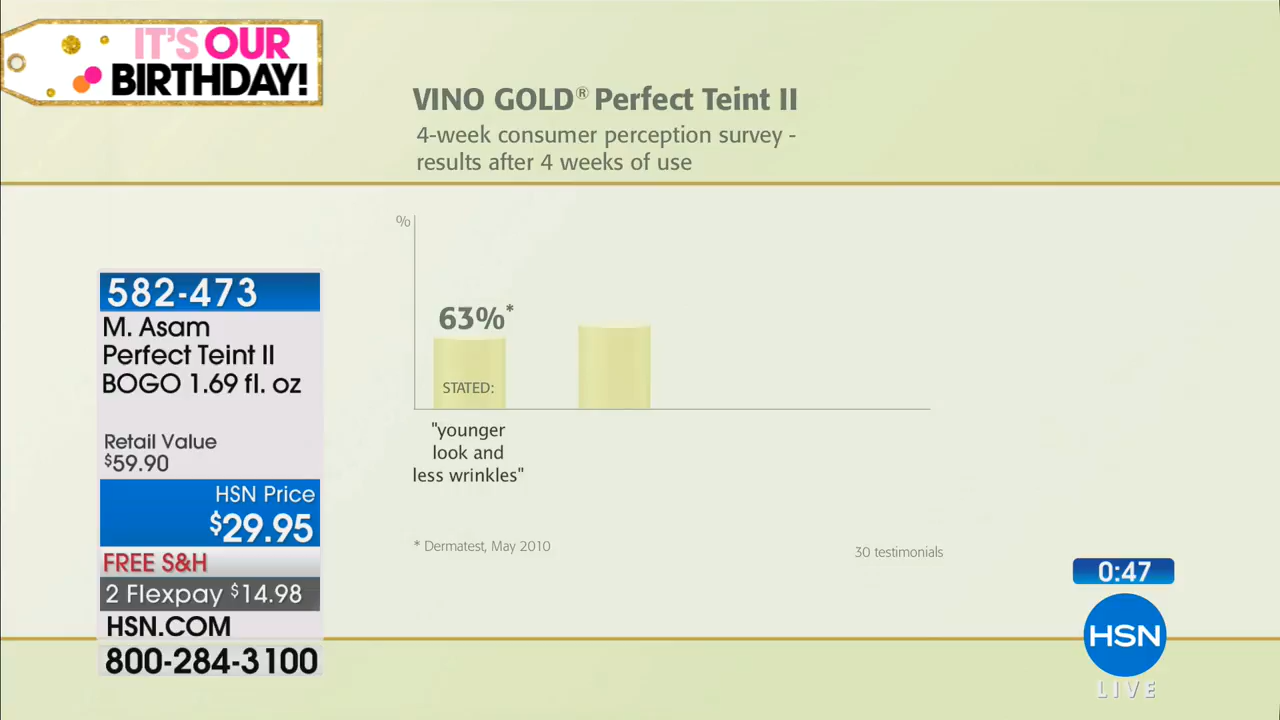 IT'S OUR
BIRTHDAY!
VINO GOLD® Perfect Teint II
4-week consumer perception survey -
results after 4 weeks of use
%
63%*
STATED:
"younger
look and
less wrinkles"
* Dermatest, May 2010
30 testimonials
582-473
M. Asam
Perfect Teint II
BOGO 1.69 fl. oz
Retail Value
$59.90
HSN Price
$29.95
FREE S&H
2 Flexpay $14.98
HSN.COM
800-284-3100
0:47
HSN
LIVE